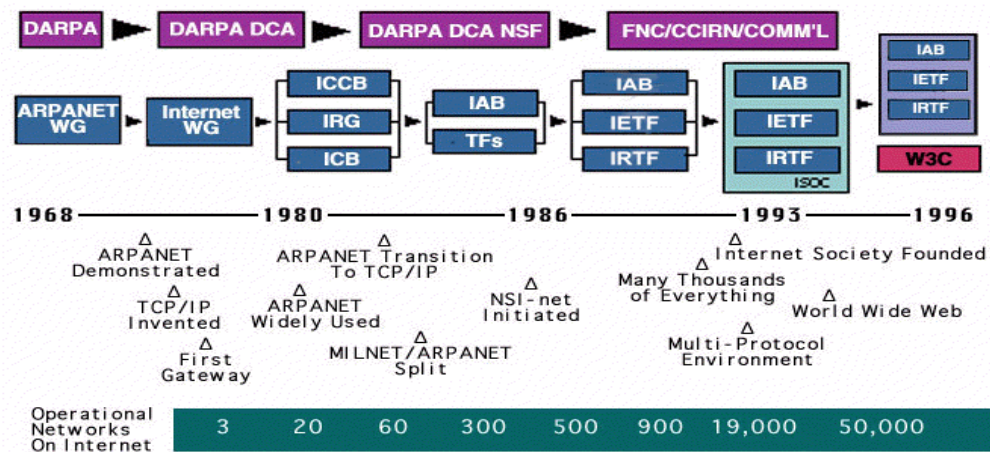 DARPA
DARPA DCA
DARPA DCA NSF
FNC/CCIRN/COMM'L
ARPANET
WG
Internet
WG
ICCB
IRG
ICB
IAB
TFs
IAB
IETF
IRTF
IAB
IETF
IRTF
ISOC
IAB
IETF
IRTF
W3C
1968
1980
1986
1993
1996
ARPANET
Demonstrated
TCP/IP
Invented
First
Gateway
ARPANET Transition
To TCP/IP
ARPANET
Widely Used
MILNET/ARPANET
Split
NSI-net
Initiated
Internet Society Founded
Many Thousands
of Everything
World Wide Web
Multi-Protocol
Environment
Operational
Networks
On Internet
3 20 60 300 500 900 19,000 50,000